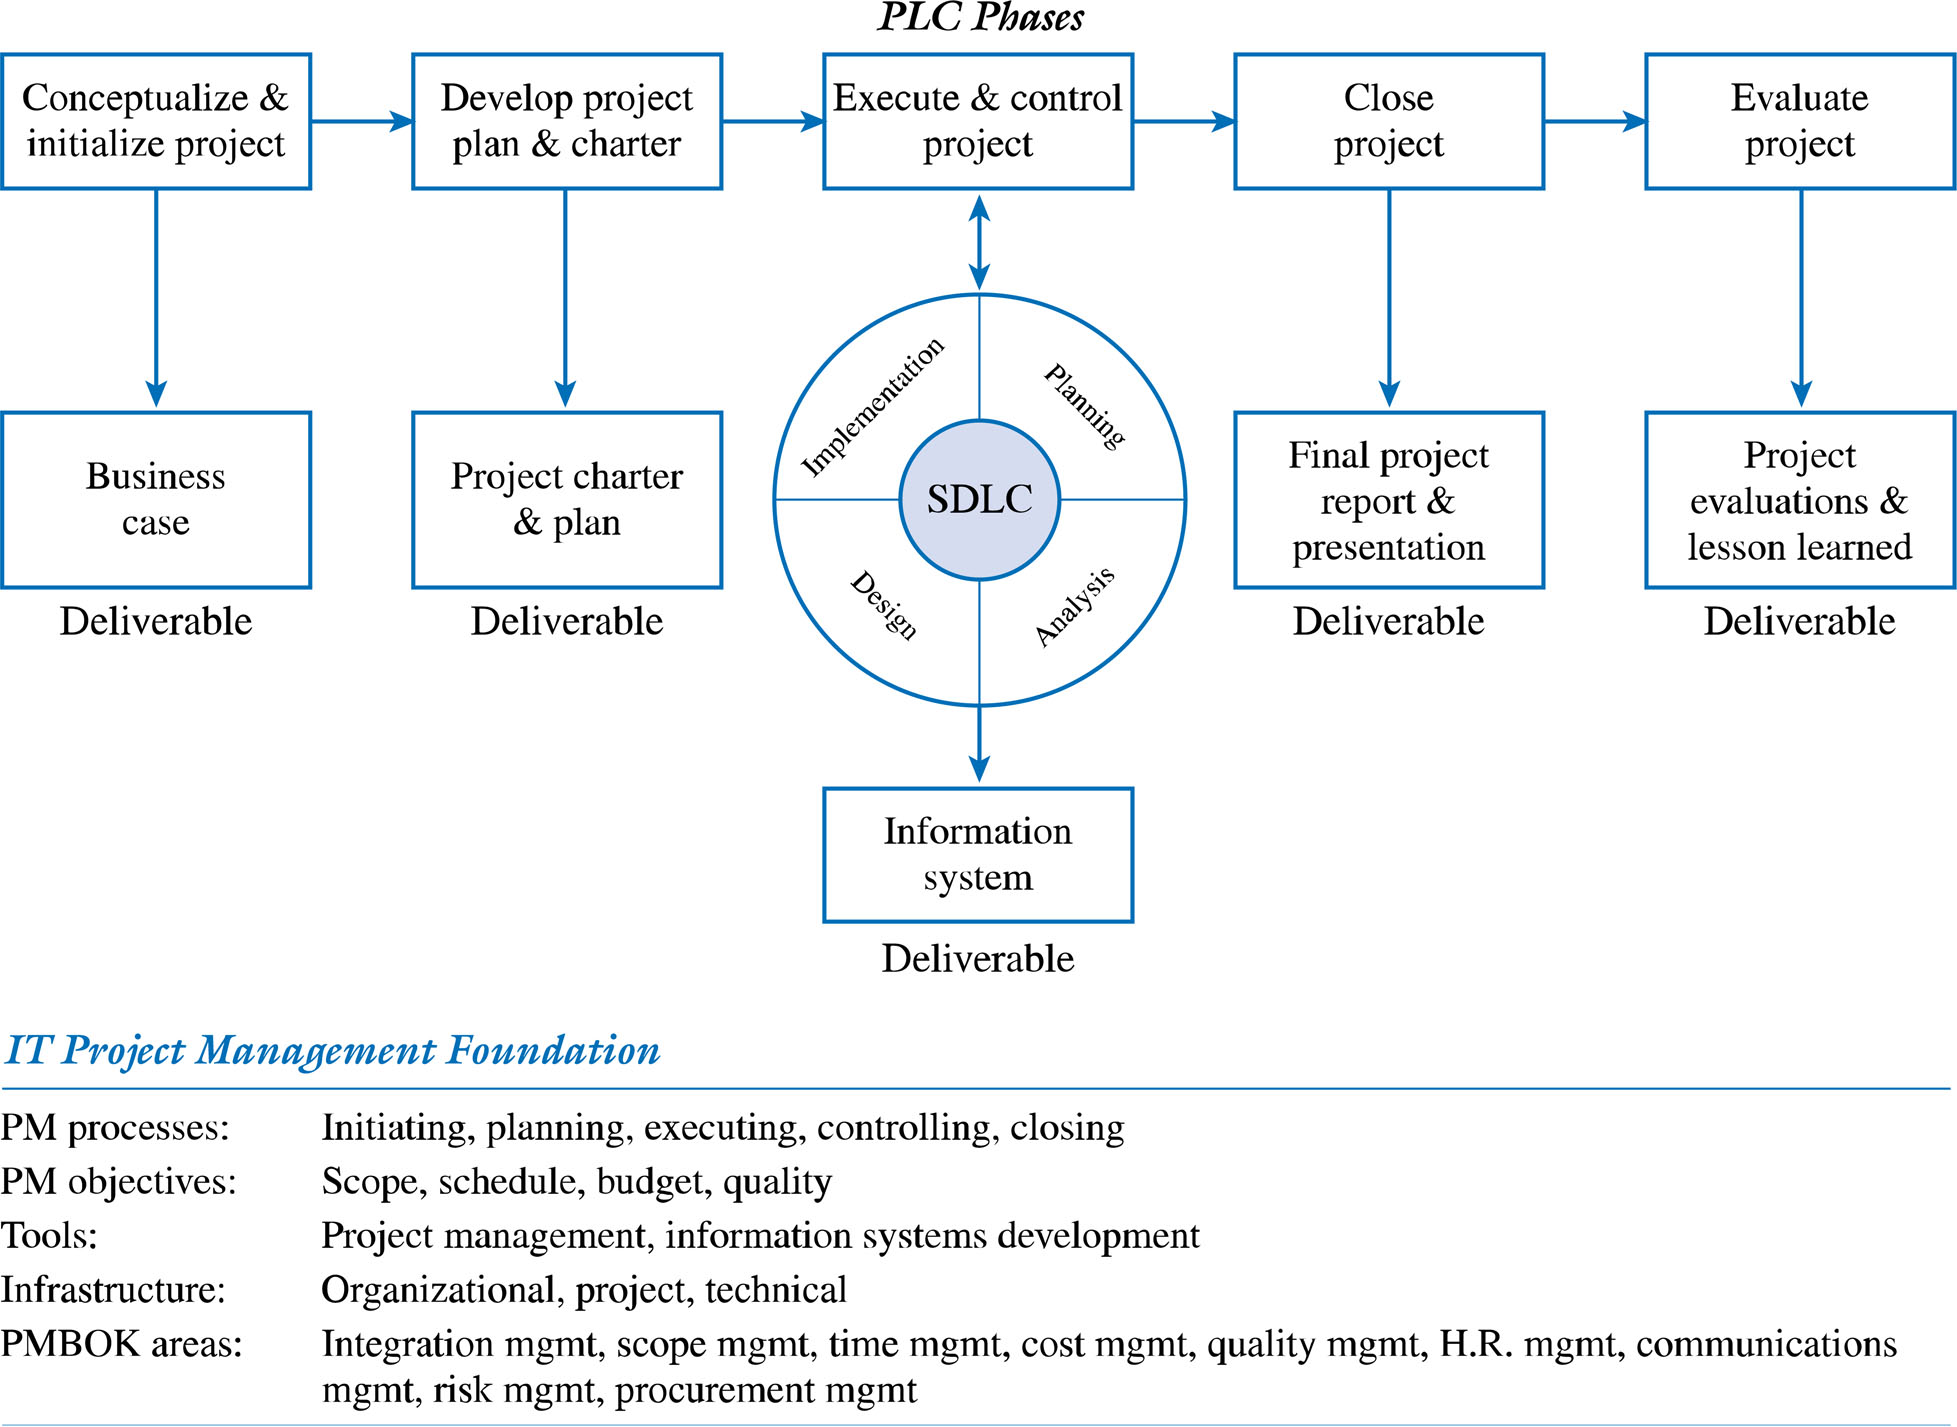 PLC Phases
Conceptualize &
initialize project
Develop project
plan & charter
Execute & control
project
Close
project
Evaluate
project
Implementation
Planning
SDLC
Design
Analysis
Business
case
Deliverable
Project charter
& plan
Deliverable
Final project
report &
presentation
Deliverable
Project
evaluations &
lesson learned
Deliverable
Information
system
Deliverable
IT Project Management Foundation
PM processes: Initiating, planning, executing, controlling, closing
PM objectives: Scope, schedule, budget, quality
Tools: Project management, information systems development
Infrastructure: Organizational, project, technical
PMBOK areas: Integration mgmt, scope mgmt, time mgmt, cost mgmt, quality mgmt, H.R. mgmt, communications
mgmt, risk mgmt, procurement mgmt